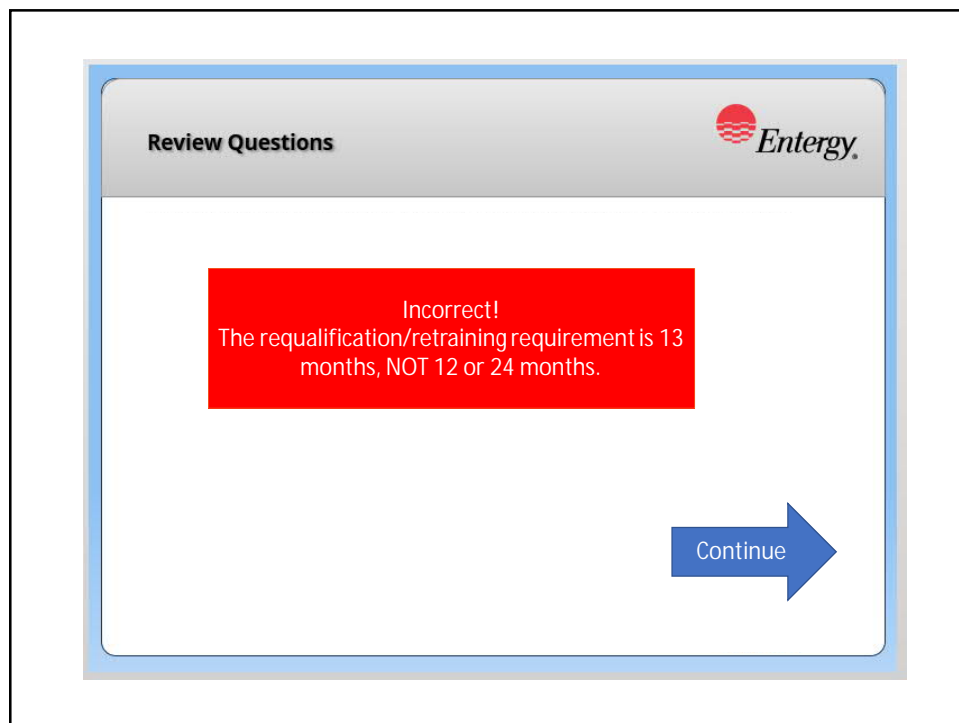 Review Questions
Entergy®
Incorrect!
The requalification/retraining requirement is 13
months, NOT 12 or 24 months.
Continue